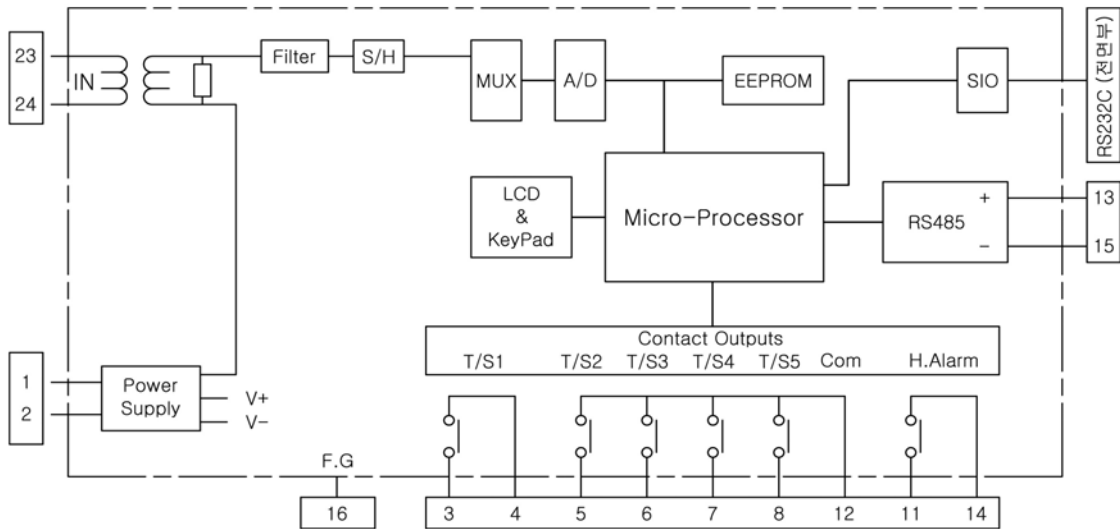 23
24
IN
Filter
S/H
MUX
A/D
EEPROM
SIO
RS232C (전면부)
LCD
&
KeyPad
Micro-Processor
RS485
+
-
13
15
Contact Outputs
T/S1 T/S2 T/S3 T/S4 T/S5 Com H.Alarm
1
2
Power
Supply
V+
V-
F.G
16
3 4 5 6 7 8 12 11 14